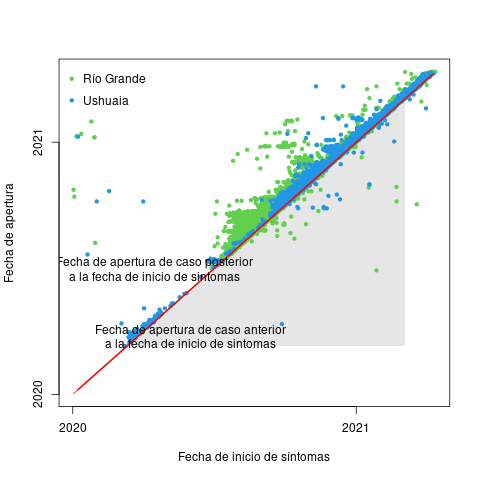 Río Grande
Ushuaia
2021
Fecha de apertura
Fecha de apertura de caso posterior
a la fecha de inicio de síntomas
Fecha de apertura de caso anterior
a la fecha de inicio de síntomas
2020
2020
2021
Fecha de inicio de síntomas